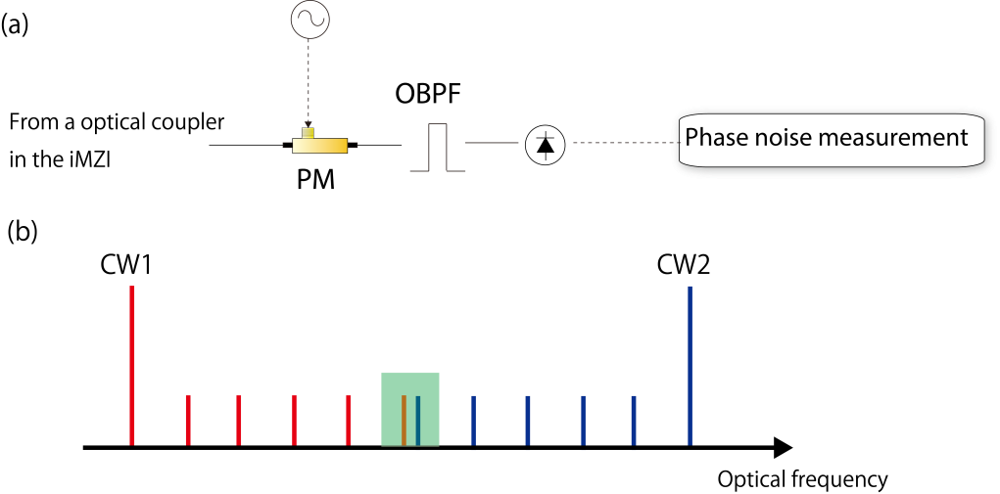 (a)
OBPF
From a optical coupler
in the iMZI
PM
Phase noise measurement
(b)
CW1
CW2
Optical frequency